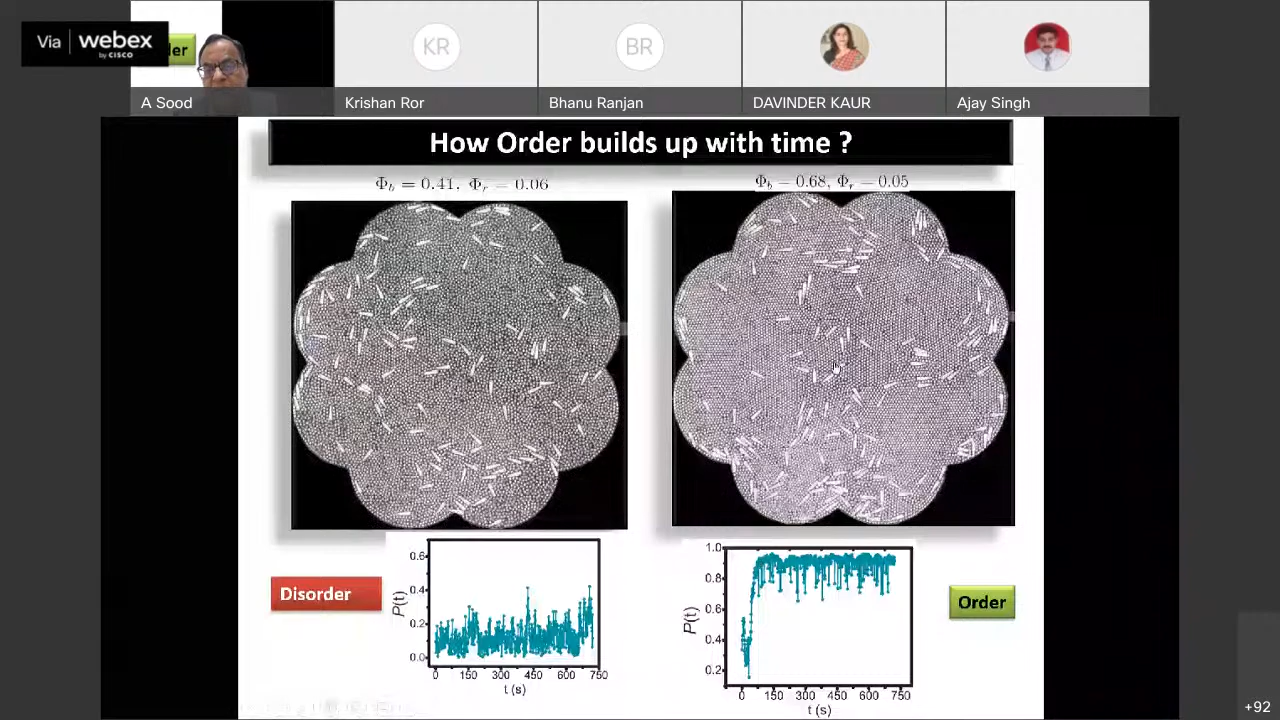 Via webex
by CISCO
der
KR
BR
A Sood
Krishan Ror
Bhanu Ranjan
DAVINDER KAUR
Ajay Singh
How Order builds up with time ?
Φb = 0.41, Φr = 0.06
Φb = 0.68, Φr = 0.05
0.6
0.4
0.2
0.0
P(t)
0 150 300 450 600 750
t (s)
Disorder
1.0
0.8
0.6
0.4
0.2
P(t)
0 150 300 450 600 750
t (s)
Order
+92